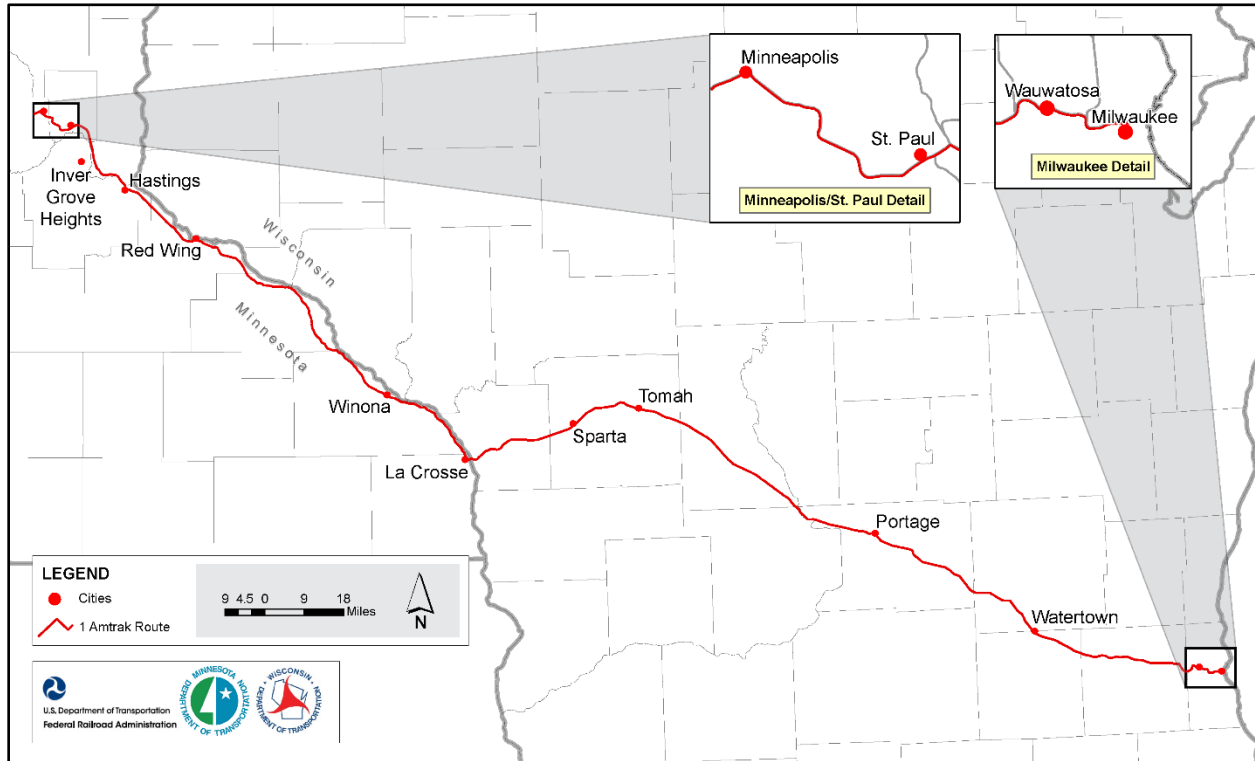 Minneapolis
St. Paul
Minneapolis/St. Paul Detail
Wauwatosa
Milwaukee
Milwaukee Detail
Inver
Grove
Heights
Hastings
Red Wing
Wisconsin
Minnesota
Winona
La Crosse
Sparta
Tomah
Portage
Watertown
LEGEND
Cities
1 Amtrak Route
9 4.5 0 9 18
Miles
N
U.S. Department of Transportation
Federal Railroad Administration
MINNESOTA
DEPARTMENT OF TRANSPORTATION
WISCONSIN
DEPARTMENT OF TRANSPORTATION